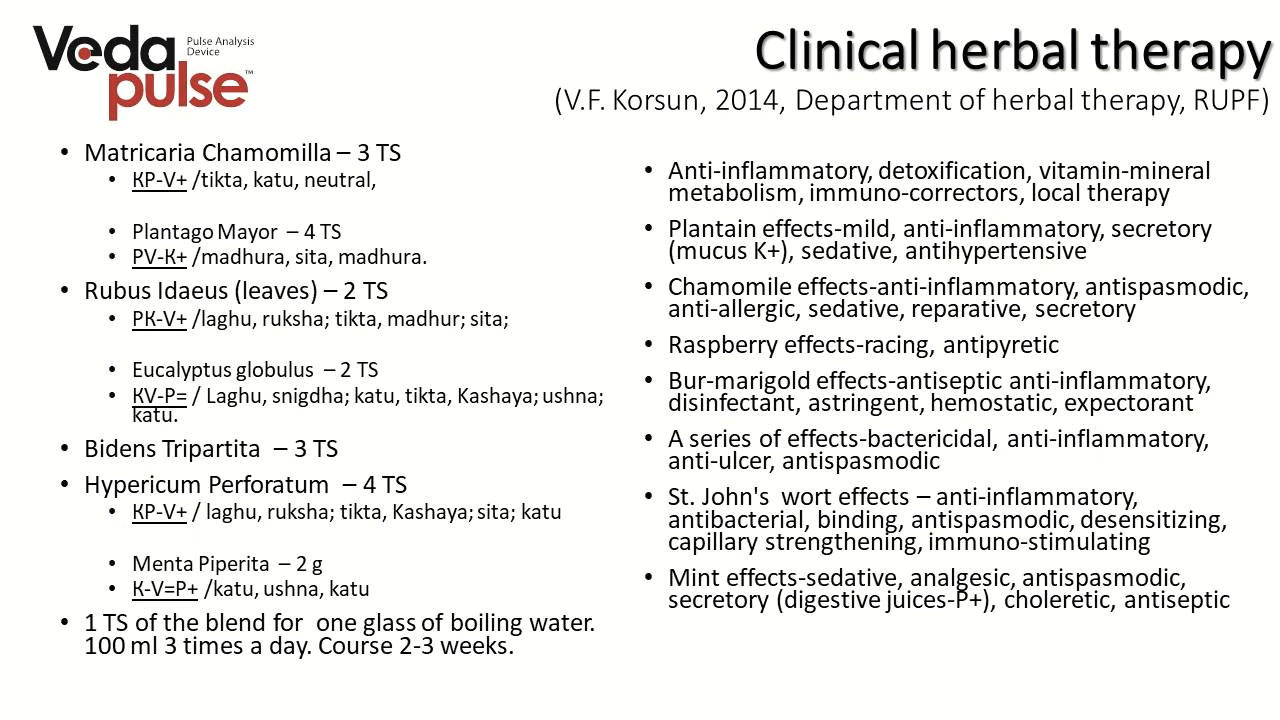 Veda
pulse™
Pulse Analysis
Device
Clinical herbal therapy
(V.F. Korsun, 2014, Department of herbal therapy, RUPF)
• Matricaria Chamomilla – 3 TS
• KP-V+ /tikta, katu, neutral,
• Plantago Mayor – 4 TS
• PV-K+ /madhura, sita, madhura.
• Rubus Idaeus (leaves) – 2 TS
• PK-V+ /laghu, ruksha; tikta, madhur; sita;
• Eucalyptus globulus – 2 TS
• KV-P= / Laghu, snigdha; katu, tikta, Kashaya; ushna;
katu.
• Bidens Tripartita – 3 TS
• Hypericum Perforatum – 4 TS
• KP-V+ / laghu, ruksha; tikta, Kashaya; sita; katu
• Menta Piperita – 2 g
• K-V=P+ /katu, ushna, katu
• 1 TS of the blend for one glass of boiling water.
100 ml 3 times a day. Course 2-3 weeks.
• Anti-inflammatory, detoxification, vitamin-mineral
metabolism, immuno-correctors, local therapy
• Plantain effects-mild, anti-inflammatory, secretory
(mucus K+), sedative, antihypertensive
• Chamomile effects-anti-inflammatory, antispasmodic,
anti-allergic, sedative, reparative, secretory
• Raspberry effects-racing, antipyretic
• Bur-marigold effects-antiseptic anti-inflammatory,
disinfectant, astringent, hemostatic, expectorant
• A series of effects-bactericidal, anti-inflammatory,
anti-ulcer, antispasmodic
• St. John's wort effects – anti-inflammatory,
antibacterial, binding, antispasmodic, desensitizing,
capillary strengthening, immuno-stimulating
• Mint effects-sedative, analgesic, antispasmodic,
secretory (digestive juices-P+), choleretic, antiseptic